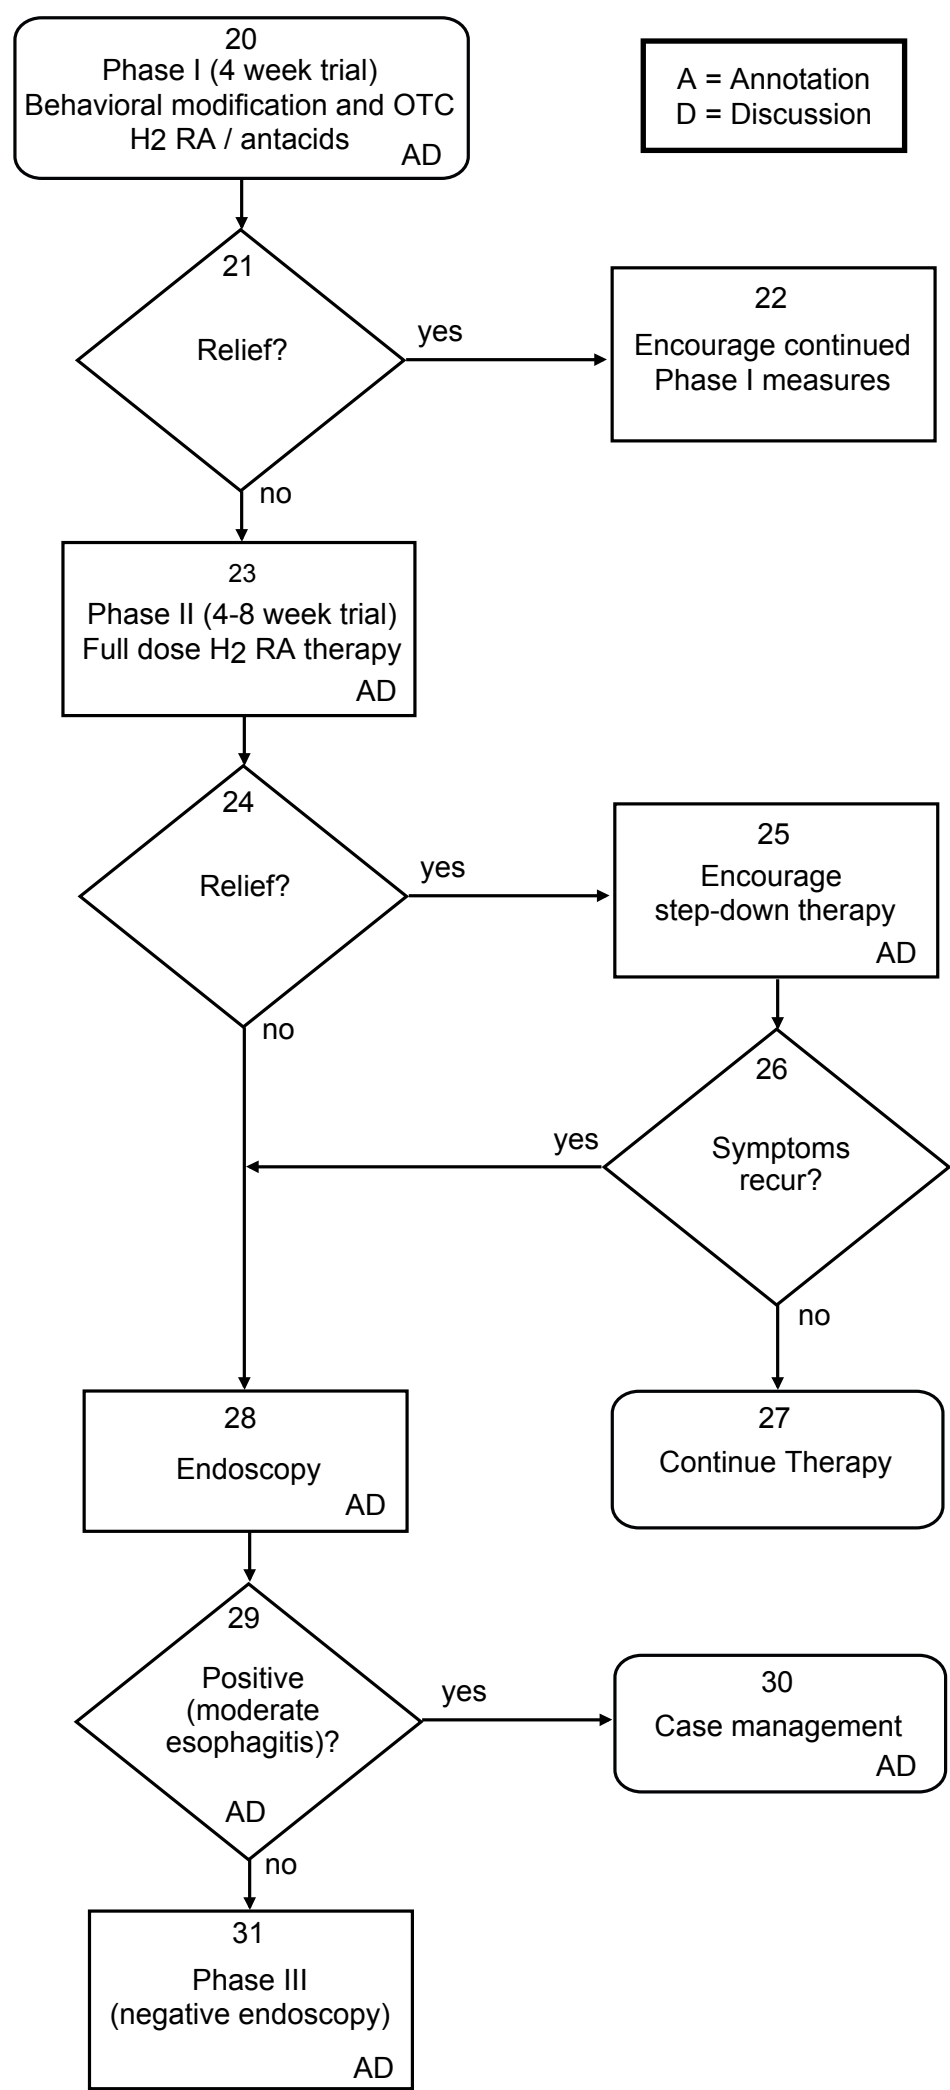 20
Phase I (4 week trial)
Behavioral modification and OTC
H2 RA / antacids
AD
A = Annotation
D = Discussion
21
Relief?
yes
no
22
Encourage continued
Phase I measures
23
Phase II (4-8 week trial)
Full dose H2 RA therapy
AD
24
Relief?
yes
no
25
Encourage
step-down therapy
AD
26
Symptoms
recur?
yes
no
27
Continue Therapy
28
Endoscopy
AD
29
Positive
(moderate
esophagitis)?
AD
yes
no
30
Case management
AD
31
Phase III
(negative endoscopy)
AD